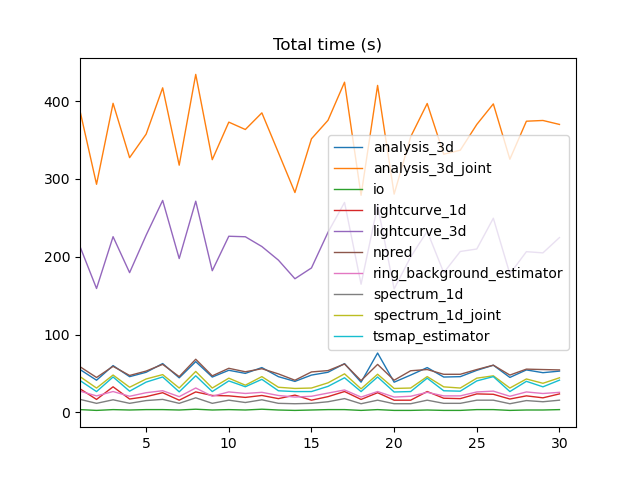 Total time (s)
400
300
200
100
0
analysis_3d
analysis_3d_joint
io
lightcurve_1d
lightcurve_3d
npred
ring_background_estimator
spectrum_1d
spectrum_1d_joint
tsmap_estimator
5 10 15 20 25 30